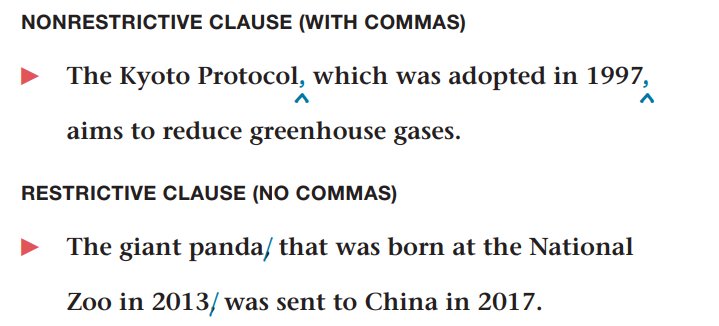 NONRESTRICTIVE CLAUSE (WITH COMMAS)
▶ The Kyoto Protocol, which was adopted in 1997,
aims to reduce greenhouse gases.
RESTRICTIVE CLAUSE (NO COMMAS)
▶ The giant panda, that was born at the National
Zoo in 2013, was sent to China in 2017.